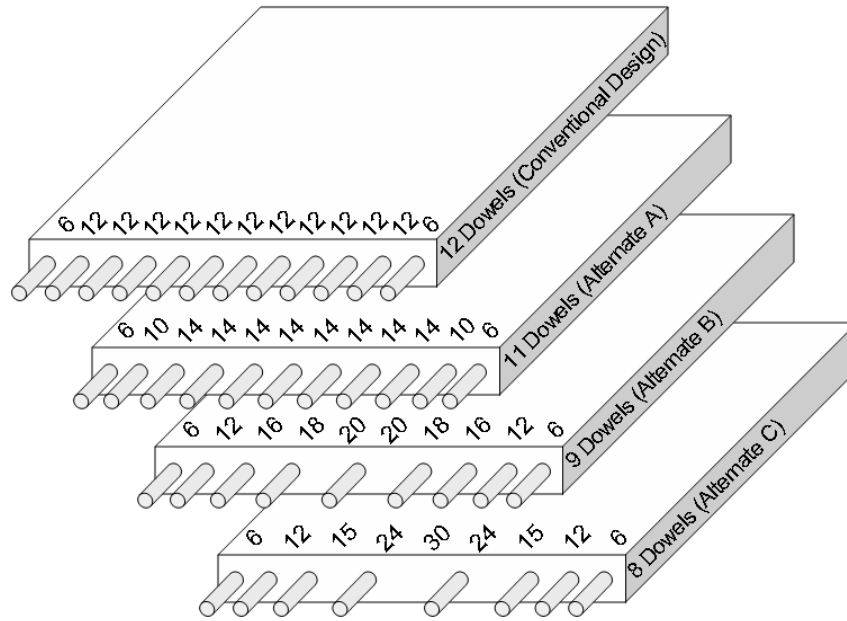 6 12 12 12 12 12 12 12 12 12 12 12 6
12 Dowels (Conventional Design)
6 10 14 14 14 14 14 14 14 14 10 6
11 Dowels (Alternate A)
6 12 16 18 20 20 18 16 12 6
9 Dowels (Alternate B)
6 12 15 24 30 24 15 12 6
8 Dowels (Alternate C)